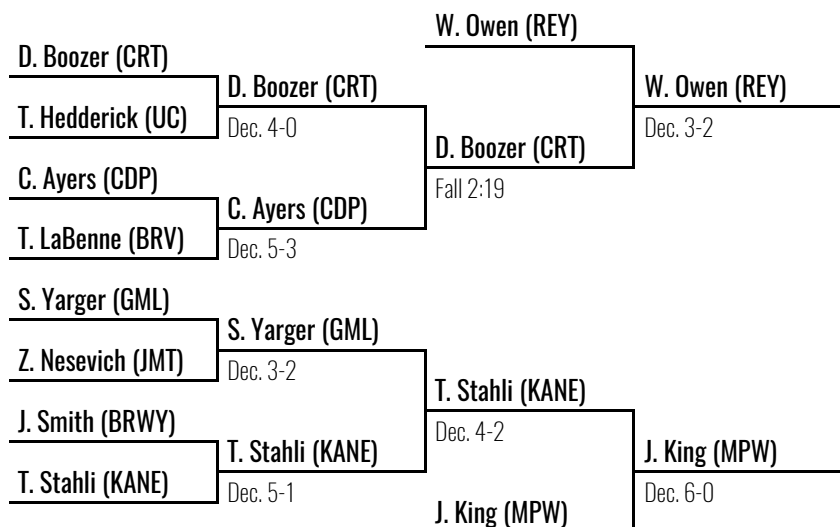 W. Owen (REY)
D. Boozer (CRT)
D. Boozer (CRT)
W. Owen (REY)
T. Hedderick (UC)
Dec. 4-0
Dec. 3-2
D. Boozer (CRT)
C. Ayers (CDP)
Fall 2:19
C. Ayers (CDP)
T. LaBenne (BRV)
Dec. 5-3
S. Yarger (GML)
S. Yarger (GML)
Z. Nesevich (JMT)
Dec. 3-2
T. Stahli (KANE)
J. Smith (BRWY)
Dec. 4-2
T. Stahli (KANE)
J. King (MPW)
T. Stahli (KANE)
Dec. 5-1
Dec. 6-0
J. King (MPW)